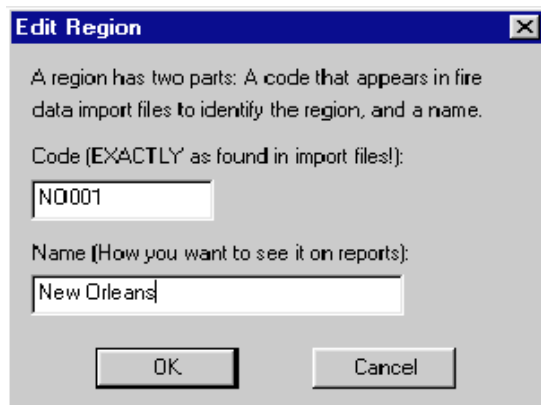 Edit Region
A region has two parts: A code that appears in fire
data import files to identify the region, and a name.
Code (EXACTLY as found in import files!):
NOI001
Name (How you want to see it on reports):
New Orleans
OK
Cancel